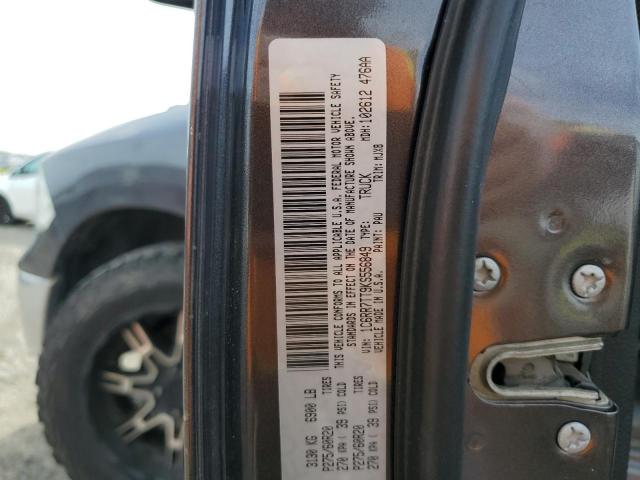 3130 KG 6900 LB
P275/60R20 TIRES
270 KPA ( 39 PSI) COLD
P275/60R20 TIRES
270 KPA ( 39 PSI) COLD
THIS VEHICLE CONFORMS TO ALL APPLICABLE U.S.A. FEDERAL MOTOR VEHICLE SAFETY
STANDARDS IN EFFECT ON THE DATE OF MANUFACTURE SHOWN ABOVE.
VIN: 1C6RR7TT9KS556849 TYPE: TRUCK MDH: 102612 476AA
VEHICLE MADE IN U.S.A. PAINT: PAU TRIM: MJX8